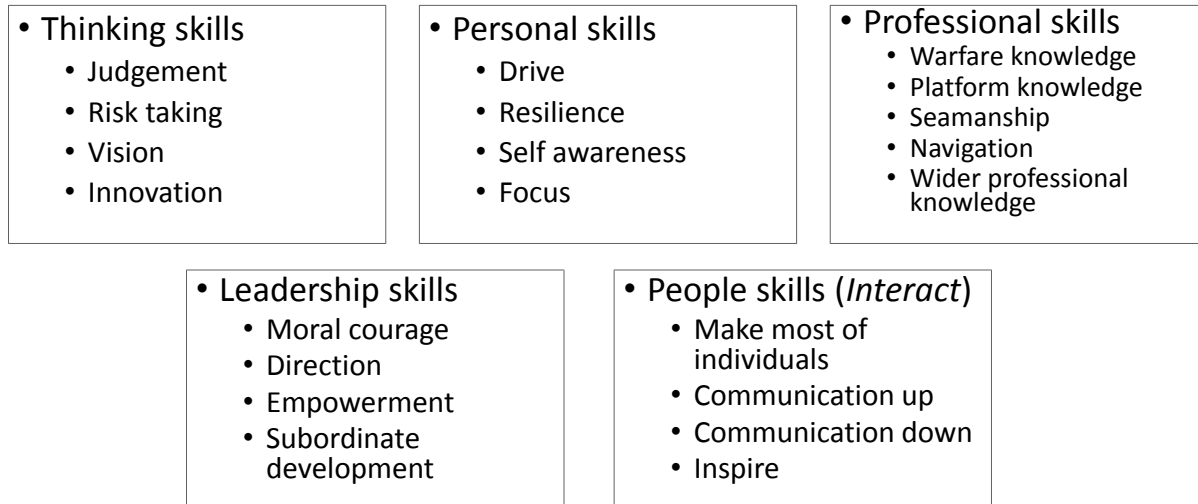 • Thinking skills
• Judgement
• Risk taking
• Vision
• Innovation
• Personal skills
• Drive
• Resilience
• Self awareness
• Focus
• Professional skills
• Warfare knowledge
• Platform knowledge
• Seamanship
• Navigation
• Wider professional
knowledge
• Leadership skills
• Moral courage
• Direction
• Empowerment
• Subordinate
development
• People skills (Interact)
• Make most of
individuals
• Communication up
• Communication down
• Inspire